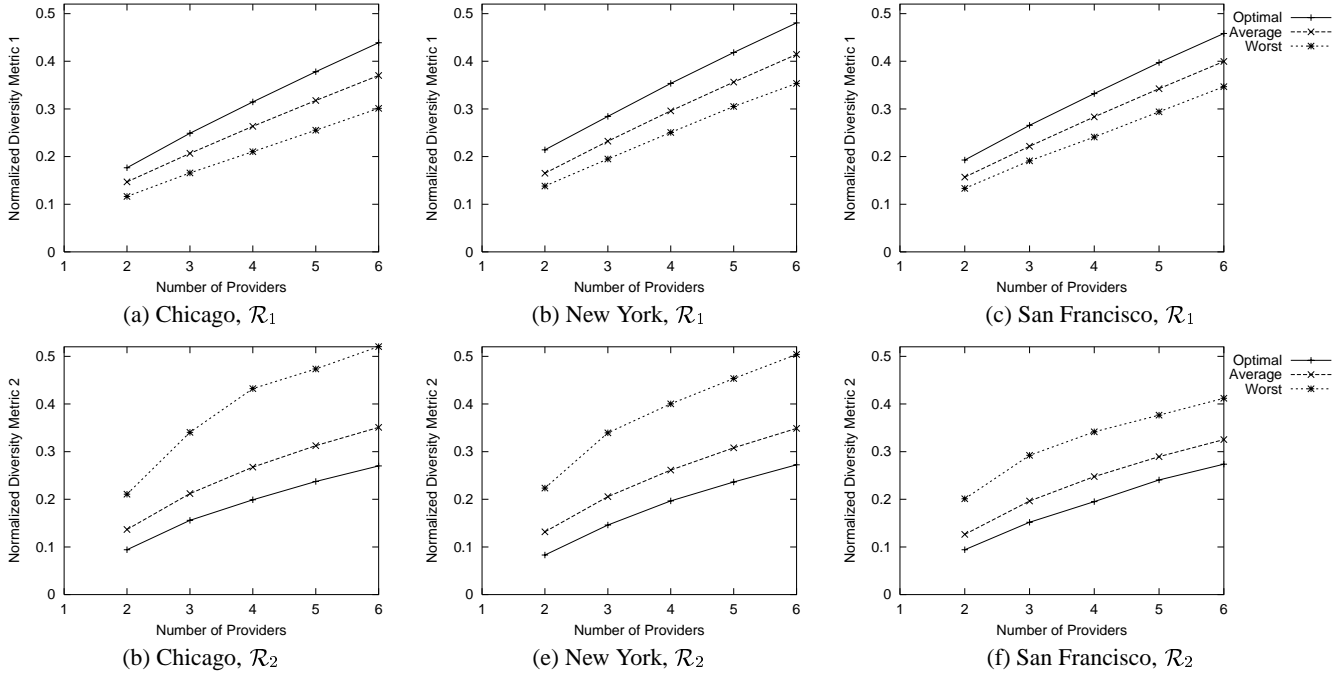 0.5
0.4
0.3
0.2
0.1
0
Normalized Diversity Metric 1
1 2 3 4 5 6
Number of Providers
(a) Chicago, R1
0.5
0.4
0.3
0.2
0.1
0
Normalized Diversity Metric 1
1 2 3 4 5 6
Number of Providers
(b) New York, R1
0.5
0.4
0.3
0.2
0.1
0
Normalized Diversity Metric 1
1 2 3 4 5 6
Number of Providers
(c) San Francisco, R1
Optimal
Average
Worst
0.5
0.4
0.3
0.2
0.1
0
Normalized Diversity Metric 2
1 2 3 4 5 6
Number of Providers
(b) Chicago, R2
0.5
0.4
0.3
0.2
0.1
0
Normalized Diversity Metric 2
1 2 3 4 5 6
Number of Providers
(e) New York, R2
0.5
0.4
0.3
0.2
0.1
0
Normalized Diversity Metric 2
1 2 3 4 5 6
Number of Providers
(f) San Francisco, R2
Optimal
Average
Worst